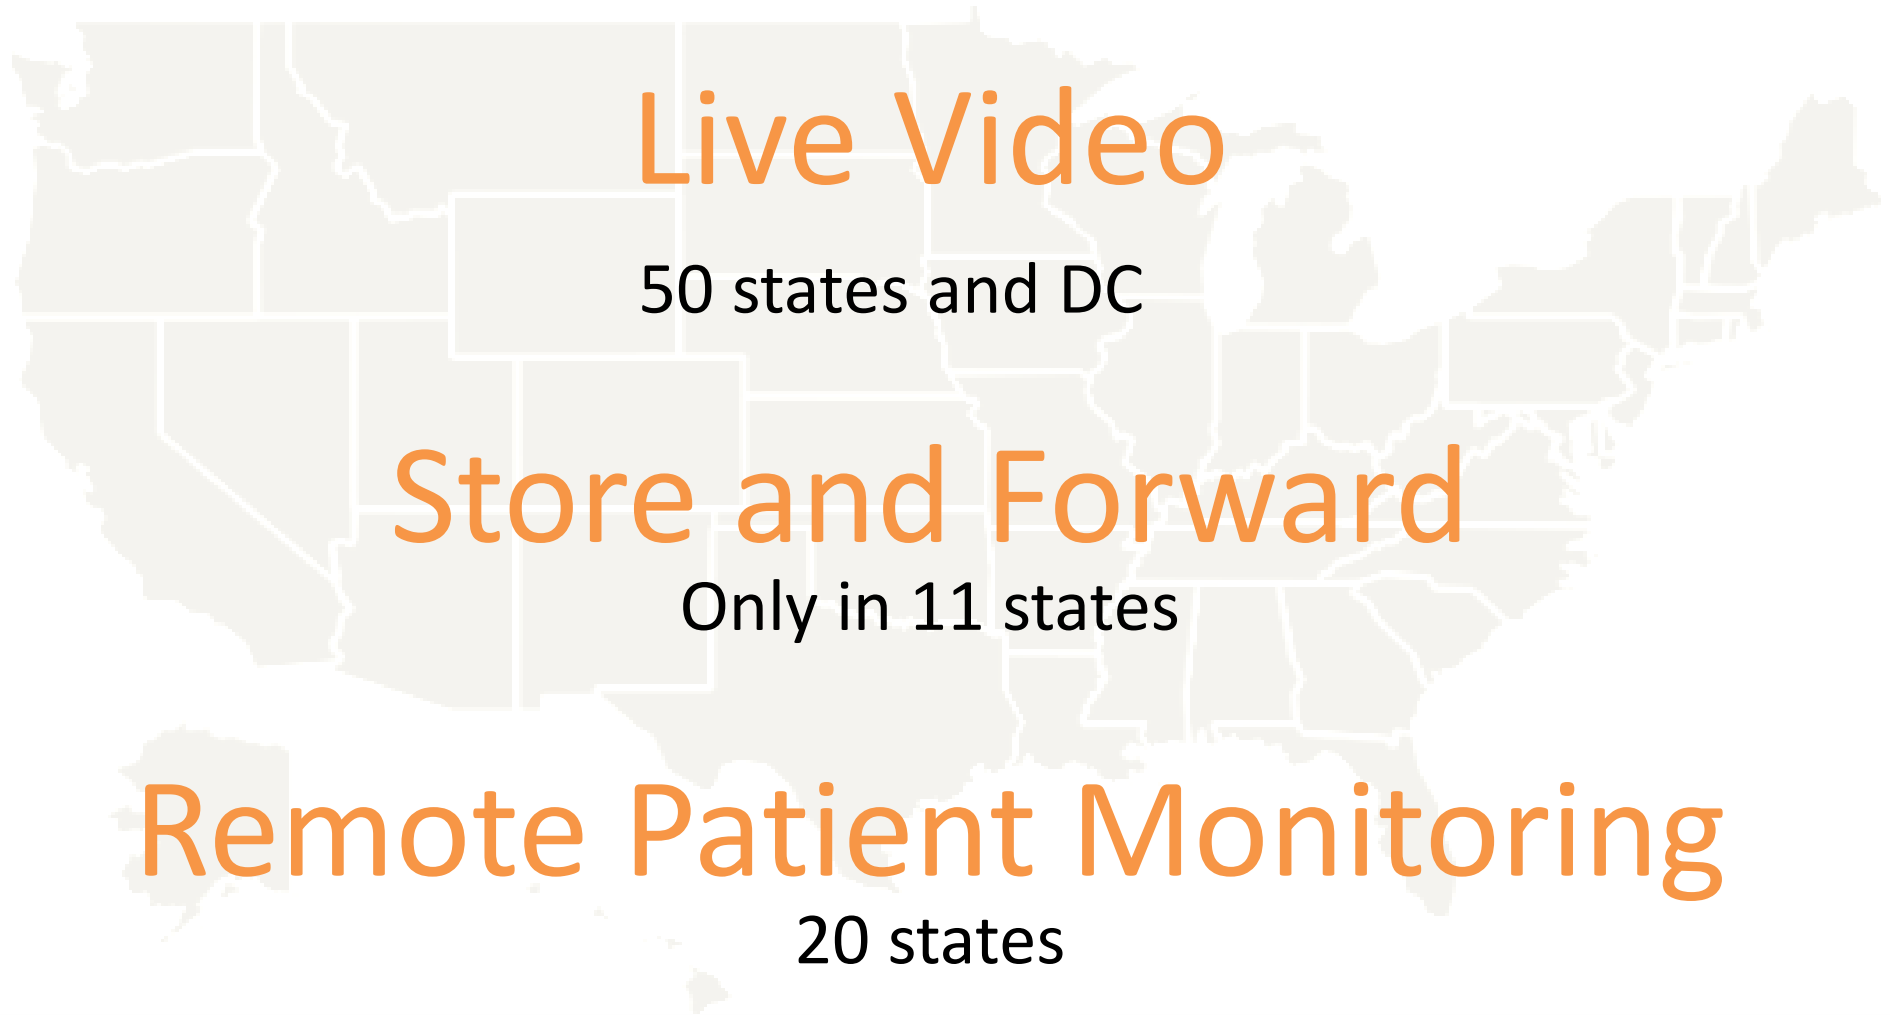 Live Video
50 states and DC
Store and Forward
Only in 11 states
Remote Patient Monitoring
20 states